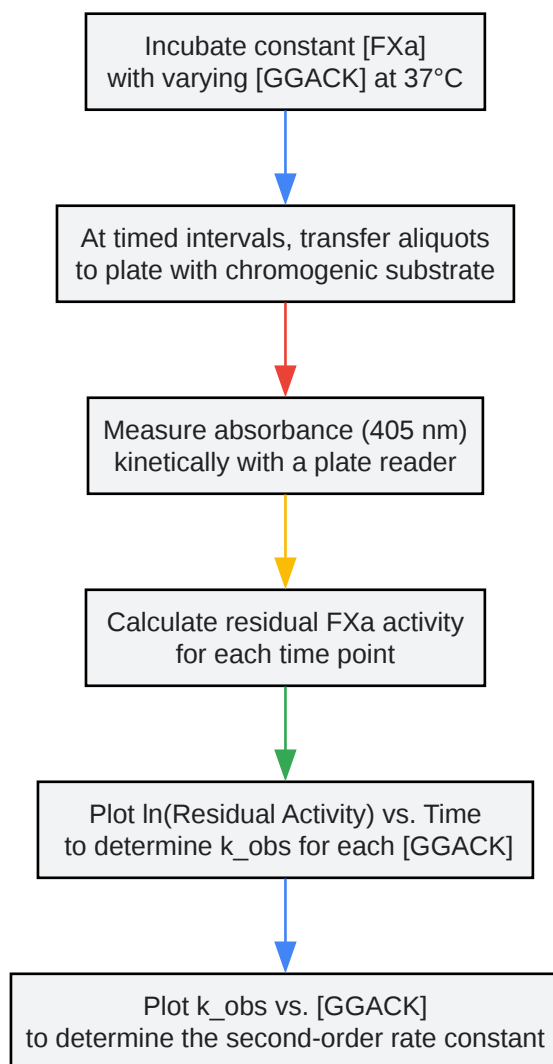 Incubate constant [FXa]
with varying [GGACK] at 37°C
At timed intervals, transfer aliquots
to plate with chromogenic substrate
Measure absorbance (405 nm)
kinetically with a plate reader
Calculate residual FXa activity
for each time point
Plot ln(Residual Activity) vs. Time
to determine k_obs for each [GGACK]
Plot k_obs vs. [GGACK]
to determine the second-order rate constant